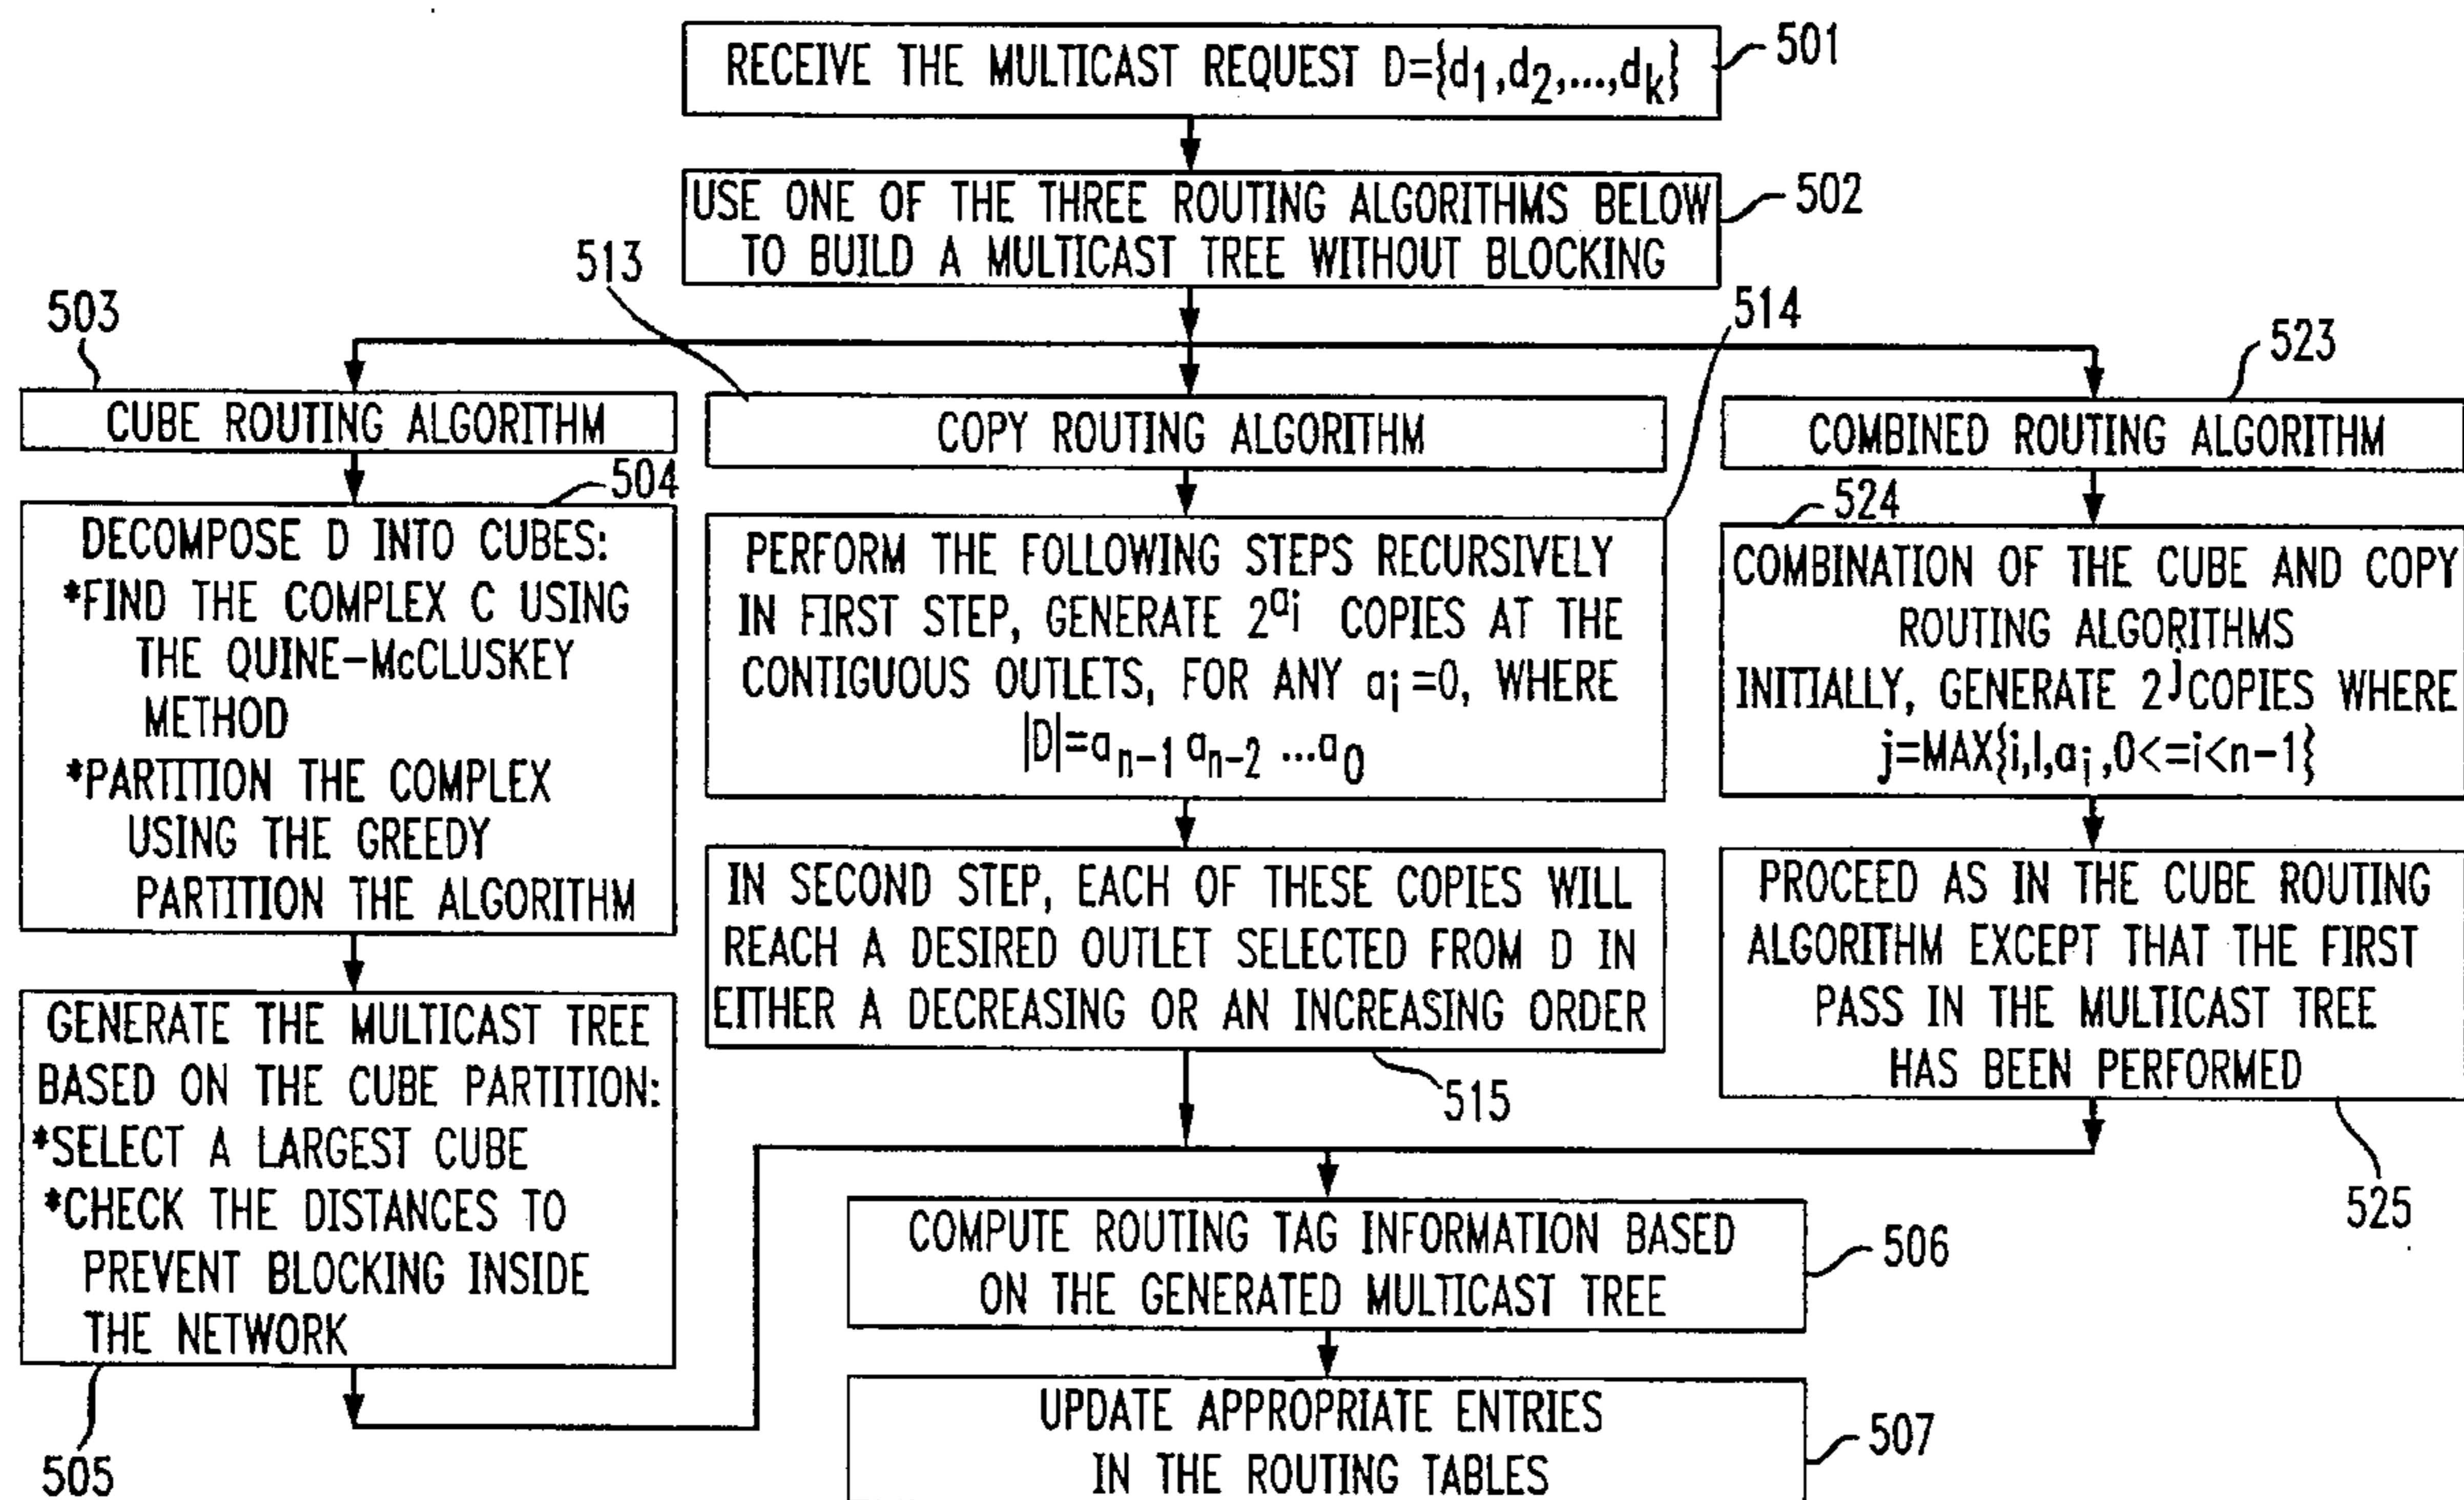 RECEIVE THE MULTICAST REQUEST D={d1,d2,...,dk}
501
USE ONE OF THE THREE ROUTING ALGORITHMS BELOW
TO BUILD A MULTICAST TREE WITHOUT BLOCKING
502
503
CUBE ROUTING ALGORITHM
504
DECOMPOSE D INTO CUBES:
*FIND THE COMPLEX C USING
THE QUINE-McCLUSKEY
METHOD
*PARTITION THE COMPLEX
USING THE GREEDY
PARTITION THE ALGORITHM
GENERATE THE MULTICAST TREE
BASED ON THE CUBE PARTITION:
*SELECT A LARGEST CUBE
*CHECK THE DISTANCES TO
PREVENT BLOCKING INSIDE
THE NETWORK
505
513
COPY ROUTING ALGORITHM
514
PERFORM THE FOLLOWING STEPS RECURSIVELY
IN FIRST STEP, GENERATE 2^ai COPIES AT THE
CONTIGUOUS OUTLETS, FOR ANY ai=0, WHERE
|D|=an-1 an-2 ...a0
IN SECOND STEP, EACH OF THESE COPIES WILL
REACH A DESIRED OUTLET SELECTED FROM D IN
EITHER A DECREASING OR AN INCREASING ORDER
515
523
COMBINED ROUTING ALGORITHM
524
COMBINATION OF THE CUBE AND COPY
ROUTING ALGORITHMS
INITIALLY, GENERATE 2^j COPIES WHERE
j=MAX{i,l,ai,0<=i<n-1}
PROCEED AS IN THE CUBE ROUTING
ALGORITHM EXCEPT THAT THE FIRST
PASS IN THE MULTICAST TREE
HAS BEEN PERFORMED
525
COMPUTE ROUTING TAG INFORMATION BASED
ON THE GENERATED MULTICAST TREE
506
UPDATE APPROPRIATE ENTRIES
IN THE ROUTING TABLES
507